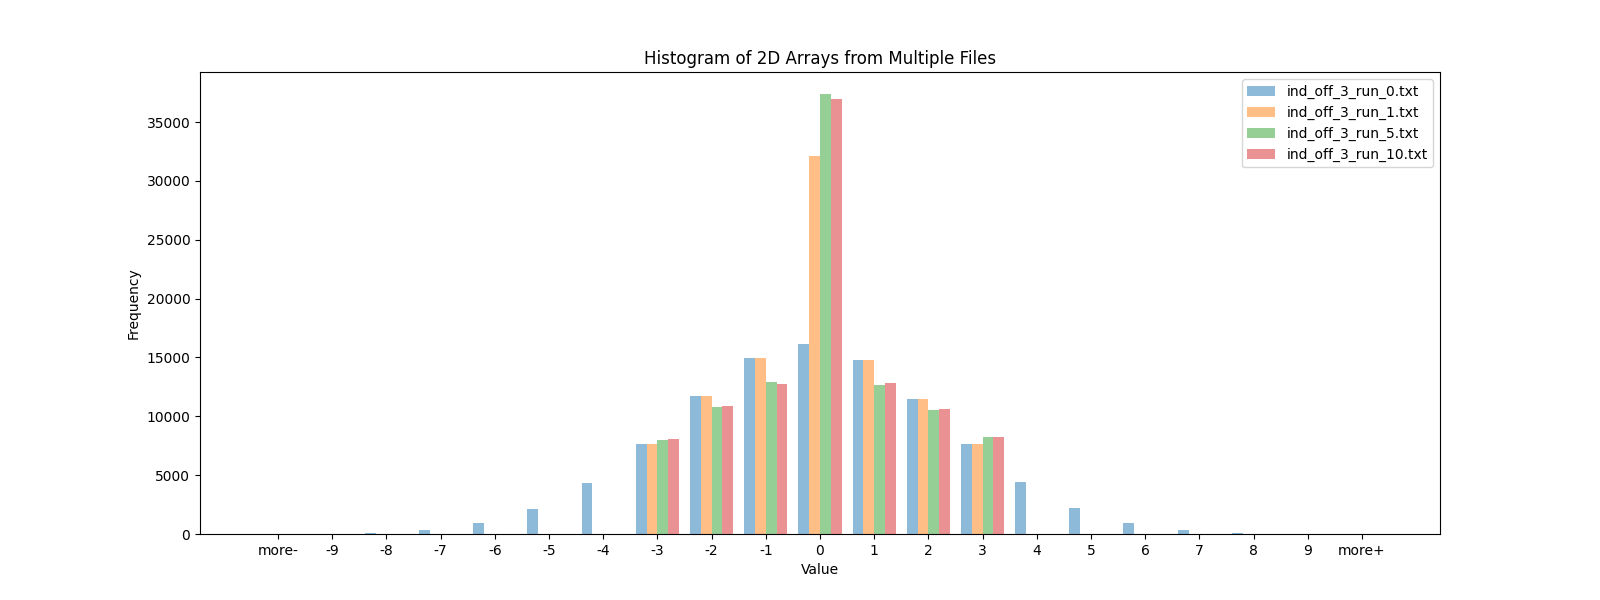 Histogram of 2D Arrays from Multiple Files
ind_off_3_run_0.txt
ind_off_3_run_1.txt
ind_off_3_run_5.txt
ind_off_3_run_10.txt
Frequency
35000
30000
25000
20000
15000
10000
5000
0
more- -9 -8 -7 -6 -5 -4 -3 -2 -1 0 1 2 3 4 5 6 7 8 9 more+
Value